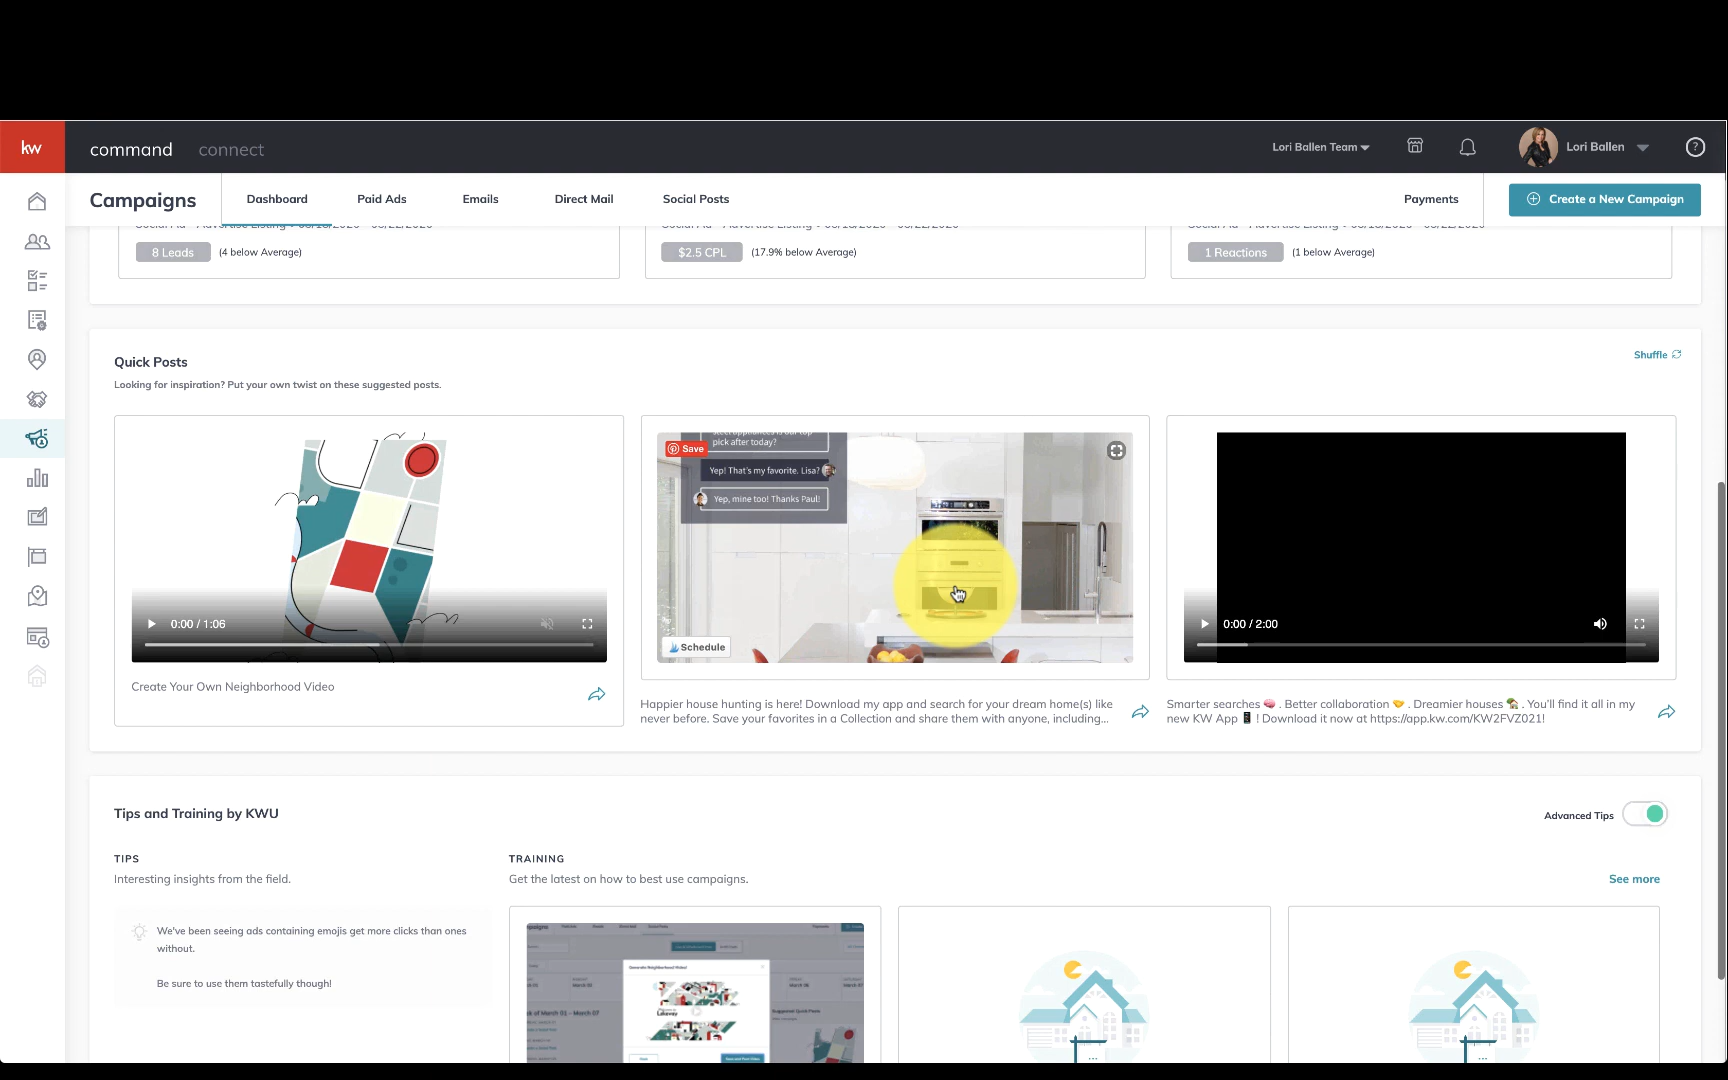 kw
command
connect
Lori Ballen Team
Lori Ballen
?
Campaigns
Dashboard
Paid Ads
Emails
Direct Mail
Social Posts
Payments
Create a New Campaign
8 Leads
(4 below Average)
$2.5 CPL
(17.9% below Average)
1 Reactions
(1 below Average)
Quick Posts
Shuffle
Looking for inspiration? Put your own twist on these suggested posts.
0:00 / 1:06
Create Your Own Neighborhood Video
Save
pick after today?
Yep! That's my favorite. Lisa?
Yep, mine too! Thanks Paul!
Schedule
Happier house hunting is here! Download my app and search for your dream home(s) like
never before. Save your favorites in a Collection and share them with anyone, including...
0:00 / 2:00
Smarter searches 🧠 . Better collaboration 🤝 . Dreamier houses 🏡 . You'll find it all in my
new KW App 📱 ! Download it now at https://app.kw.com/KW2FVZ021!
Tips and Training by KWU
Advanced Tips
TIPS
Interesting insights from the field.
TRAINING
Get the latest on how to best use campaigns.
See more
We've been seeing ads containing emojis get more clicks than ones
without.
Be sure to use them tastefully though!